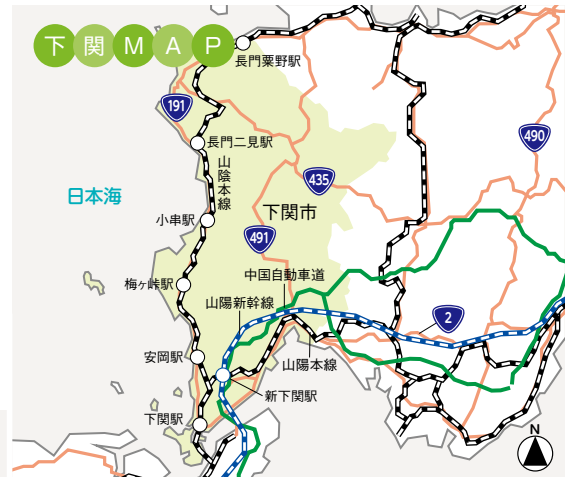 下関MAP
長門粟野駅
191
490
長門二見駅
山陰本線
435
日本海
小串駅
下関市
491
中国自動車道
梅ヶ峠駅
山陽新幹線
2
安岡駅
山陽本線
新下関駅
下関駅
N